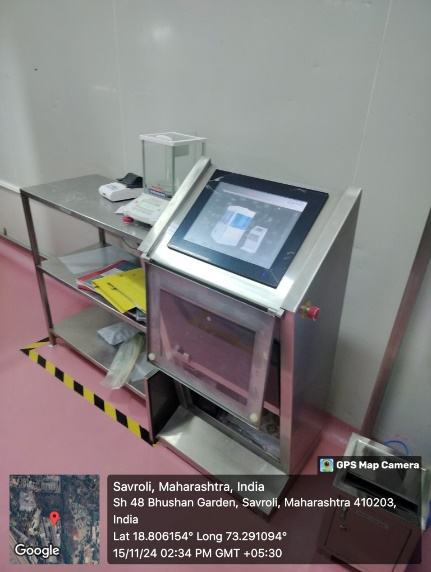 GPS Map Camera
Savroli, Maharashtra, India
Sh 48 Bhushan Garden, Savroli, Maharashtra 410203,
India
Lat 18.806154° Long 73.291094°
15/11/24 02:34 PM GMT +05:30
Google